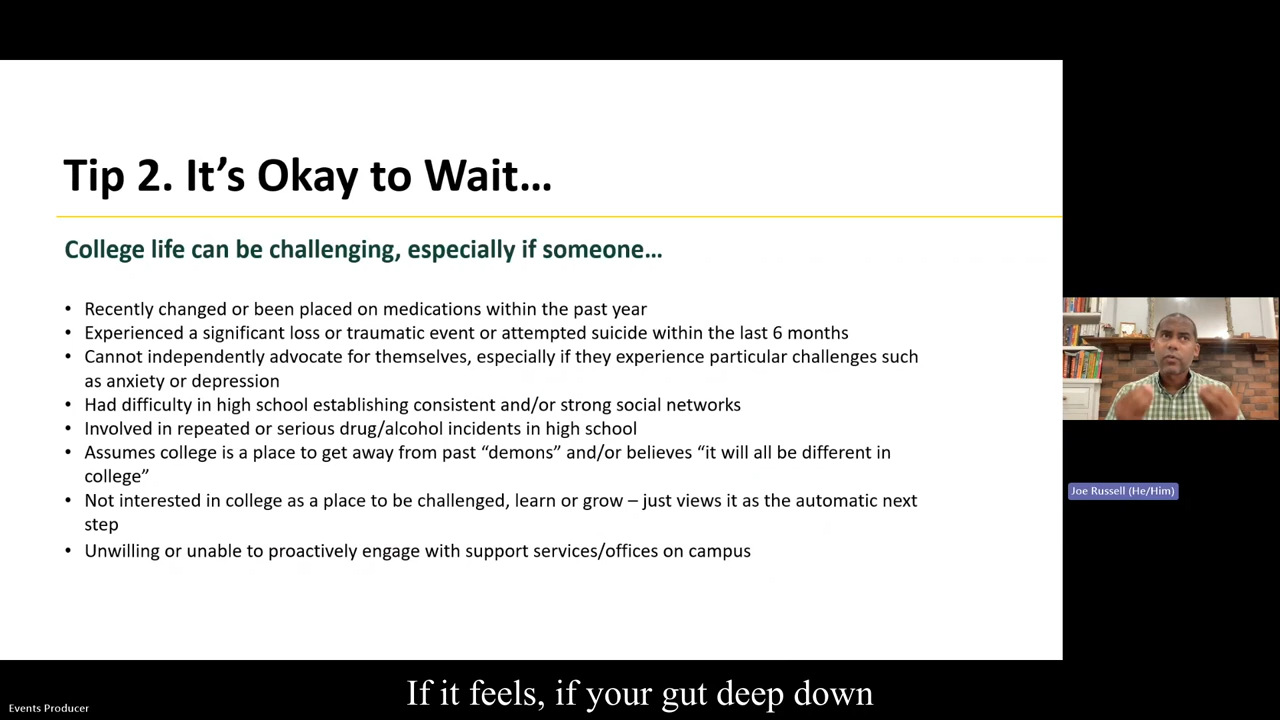 Tip 2. It’s Okay to Wait…
College life can be challenging, especially if someone…
• Recently changed or been placed on medications within the past year
• Experienced a significant loss or traumatic event or attempted suicide within the last 6 months
• Cannot independently advocate for themselves, especially if they experience particular challenges such
as anxiety or depression
• Had difficulty in high school establishing consistent and/or strong social networks
• Involved in repeated or serious drug/alcohol incidents in high school
• Assumes college is a place to get away from past “demons” and/or believes “it will all be different in
college”
• Not interested in college as a place to be challenged, learn or grow – just views it as the automatic next
step
• Unwilling or unable to proactively engage with support services/offices on campus
Joe Russell (He/Him)
If it feels, if your gut deep down
Events Producer